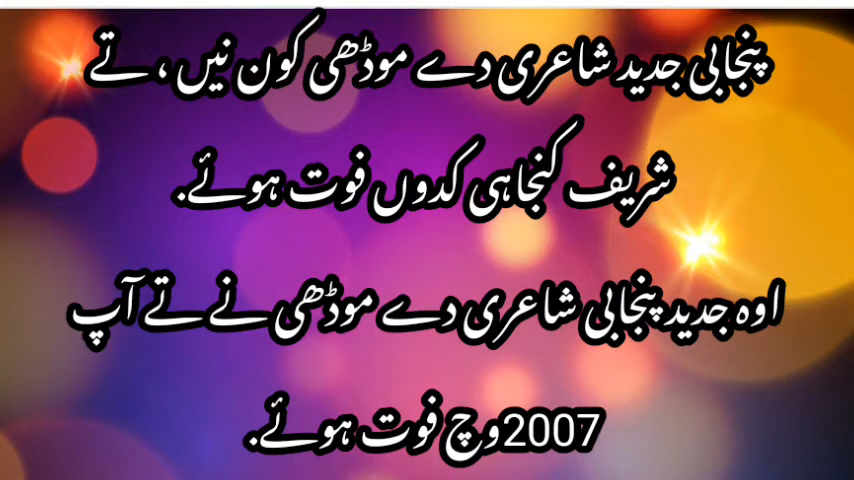 پنجابی جدید شاعری دے موڈھی کون نیں ، تے
شریف کنجاہی کدوں فوت ہوئے.
اوہ جدید پنجابی شاعری دے موڈھی نے تے آپ
2007وچ فوت ہوئے.